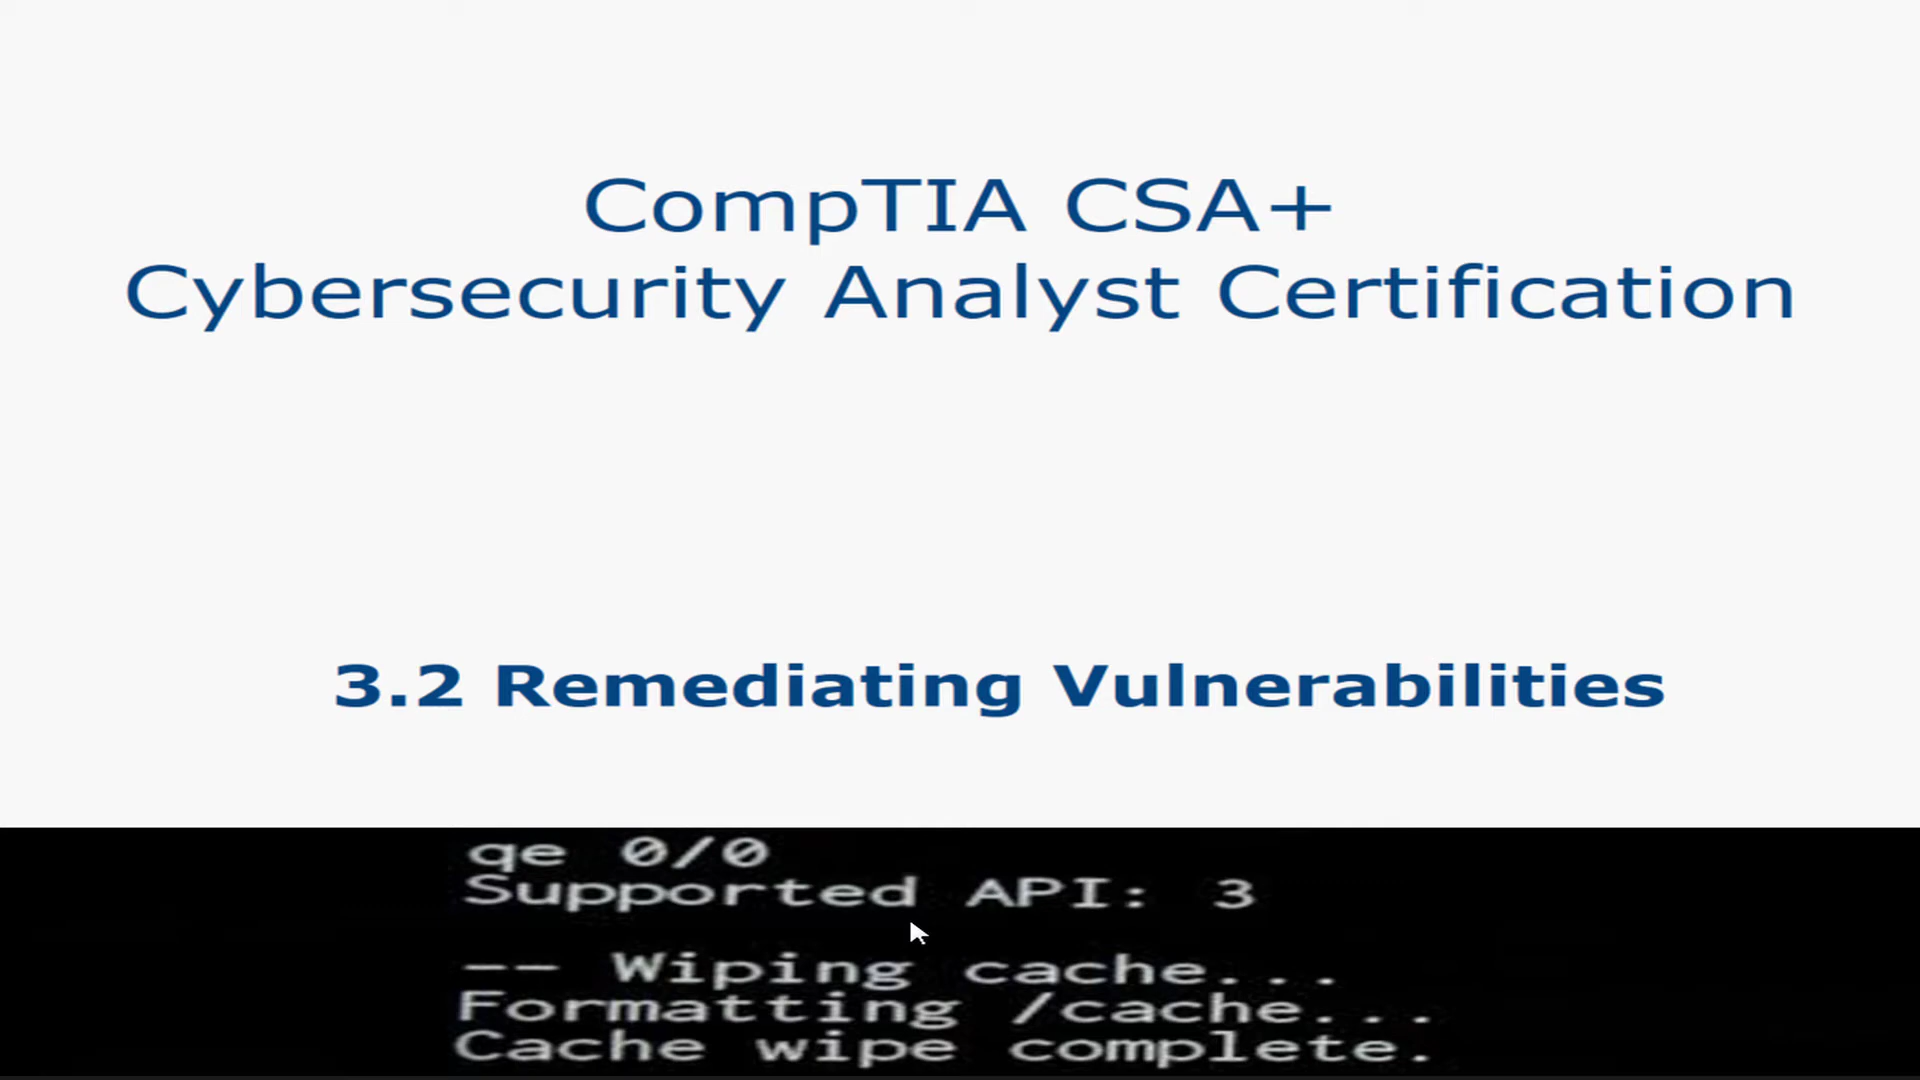 CompTIA CSA+
Cybersecurity Analyst Certification
3.2 Remediating Vulnerabilities
qe 0/0
Supported API: 3
-- Wiping cache...
Formatting /cache...
Cache wipe complete.